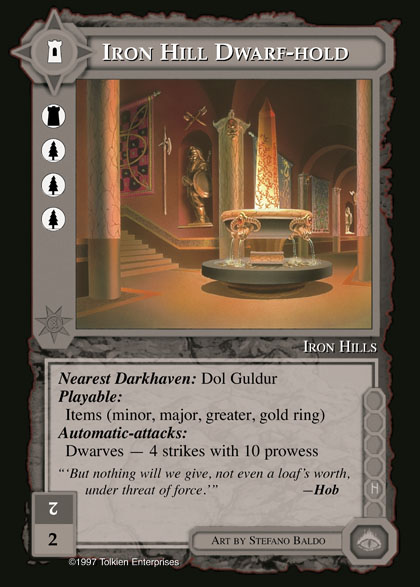 Iron Hill Dwarf-hold
Iron Hills
Nearest Darkhaven: Dol Guldur
Playable:
Items (minor, major, greater, gold ring)
Automatic-attacks:
Dwarves — 4 strikes with 10 prowess
“‘But nothing will we give, not even a loaf’s worth,
under threat of force.’” —Hob
H
2
2
Art by Stefano Baldo
©1997 Tolkien Enterprises